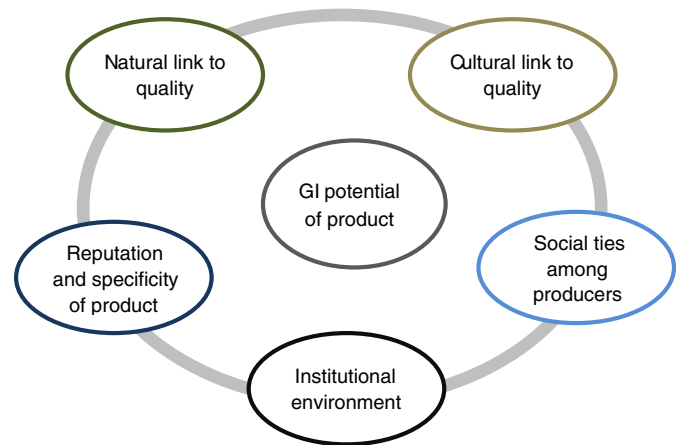 Natural link to
quality
Cultural link to
quality
GI potential
of product
Reputation
and specificity
of product
Social ties
among
producers
Institutional
environment